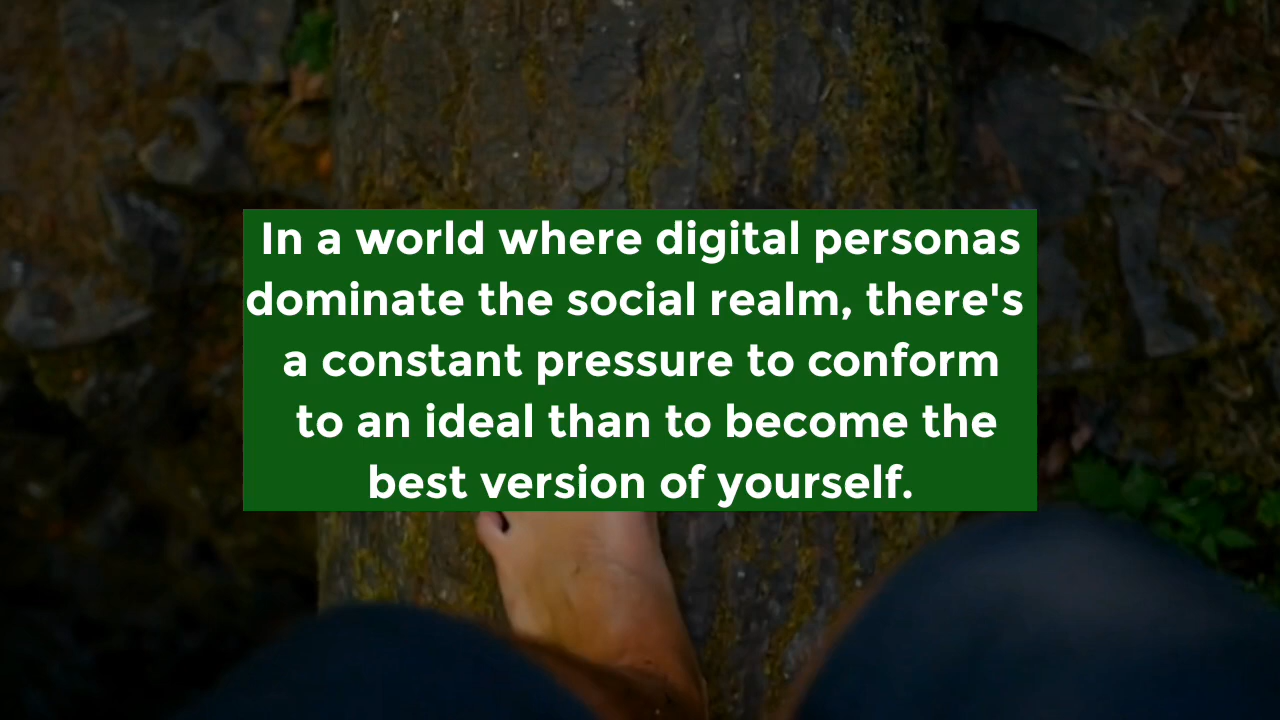 In a world where digital personas
dominate the social realm, there's
a constant pressure to conform
to an ideal than to become the
best version of yourself.